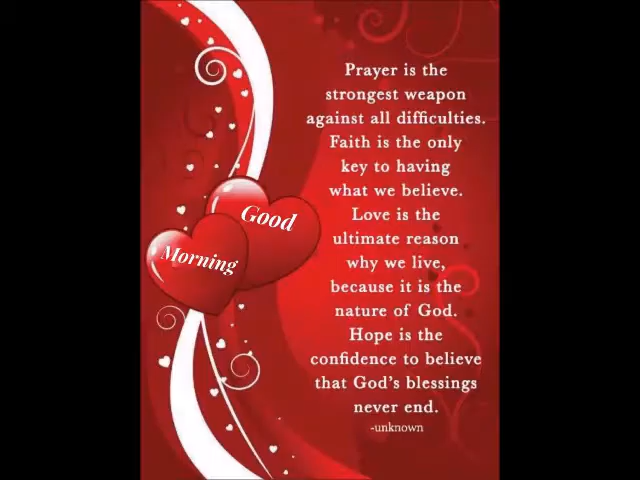 Good
Morning
Prayer is the
strongest weapon
against all difficulties.
Faith is the only
key to having
what we believe.
Love is the
ultimate reason
why we live,
because it is the
nature of God.
Hope is the
confidence to believe
that God's blessings
never end.
-unknown